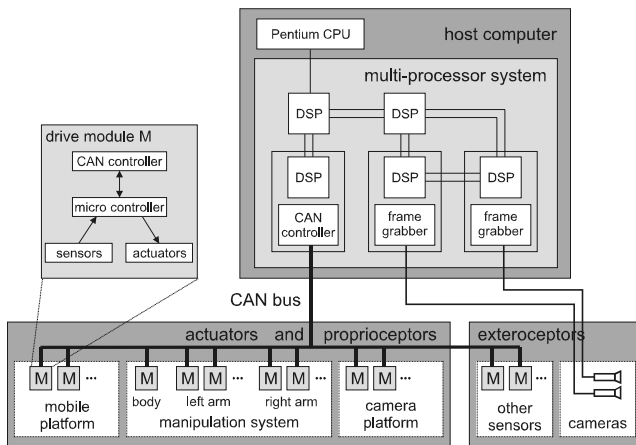 Pentium CPU
host computer
multi-processor system
DSP
DSP
drive module M
CAN controller
micro controller
sensors
actuators
DSP
DSP
DSP
CAN
controller
frame
grabber
frame
grabber
CAN bus
actuators and proprioceptors
exteroceptors
M M ...
M
M M ...
M M ...
M M ...
M M ...
mobile
platform
body
left arm
right arm
manipulation system
camera
platform
other
sensors
cameras